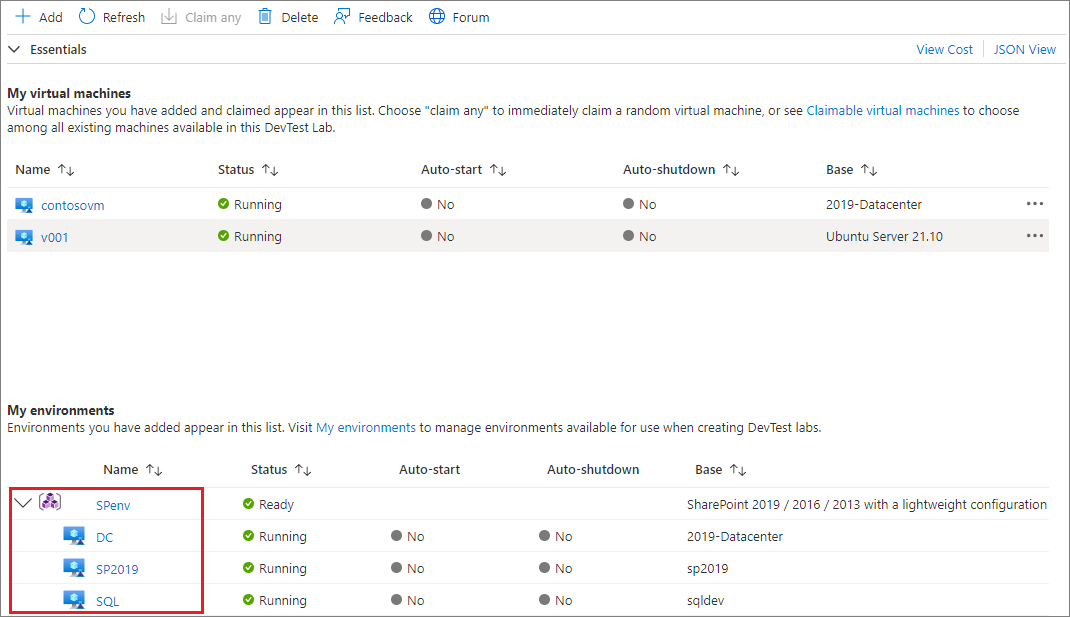 Add Refresh Claim any Delete Feedback Forum
Essentials View Cost JSON View
My virtual machines
Virtual machines you have added and claimed appear in this list. Choose "claim any" to immediately claim a random virtual machine, or see Claimable virtual machines to choose
among all existing machines available in this DevTest Lab.
Name Status Auto-start Auto-shutdown Base
contosovm Running No No 2019-Datacenter
v001 Running No No Ubuntu Server 21.10
My environments
Environments you have added appear in this list. Visit My environments to manage environments available for use when creating DevTest labs.
Name Status Auto-start Auto-shutdown Base
SPenv Ready SharePoint 2019 / 2016 / 2013 with a lightweight configuration
DC Running No No 2019-Datacenter
SP2019 Running No No sp2019
SQL Running No No sqldev